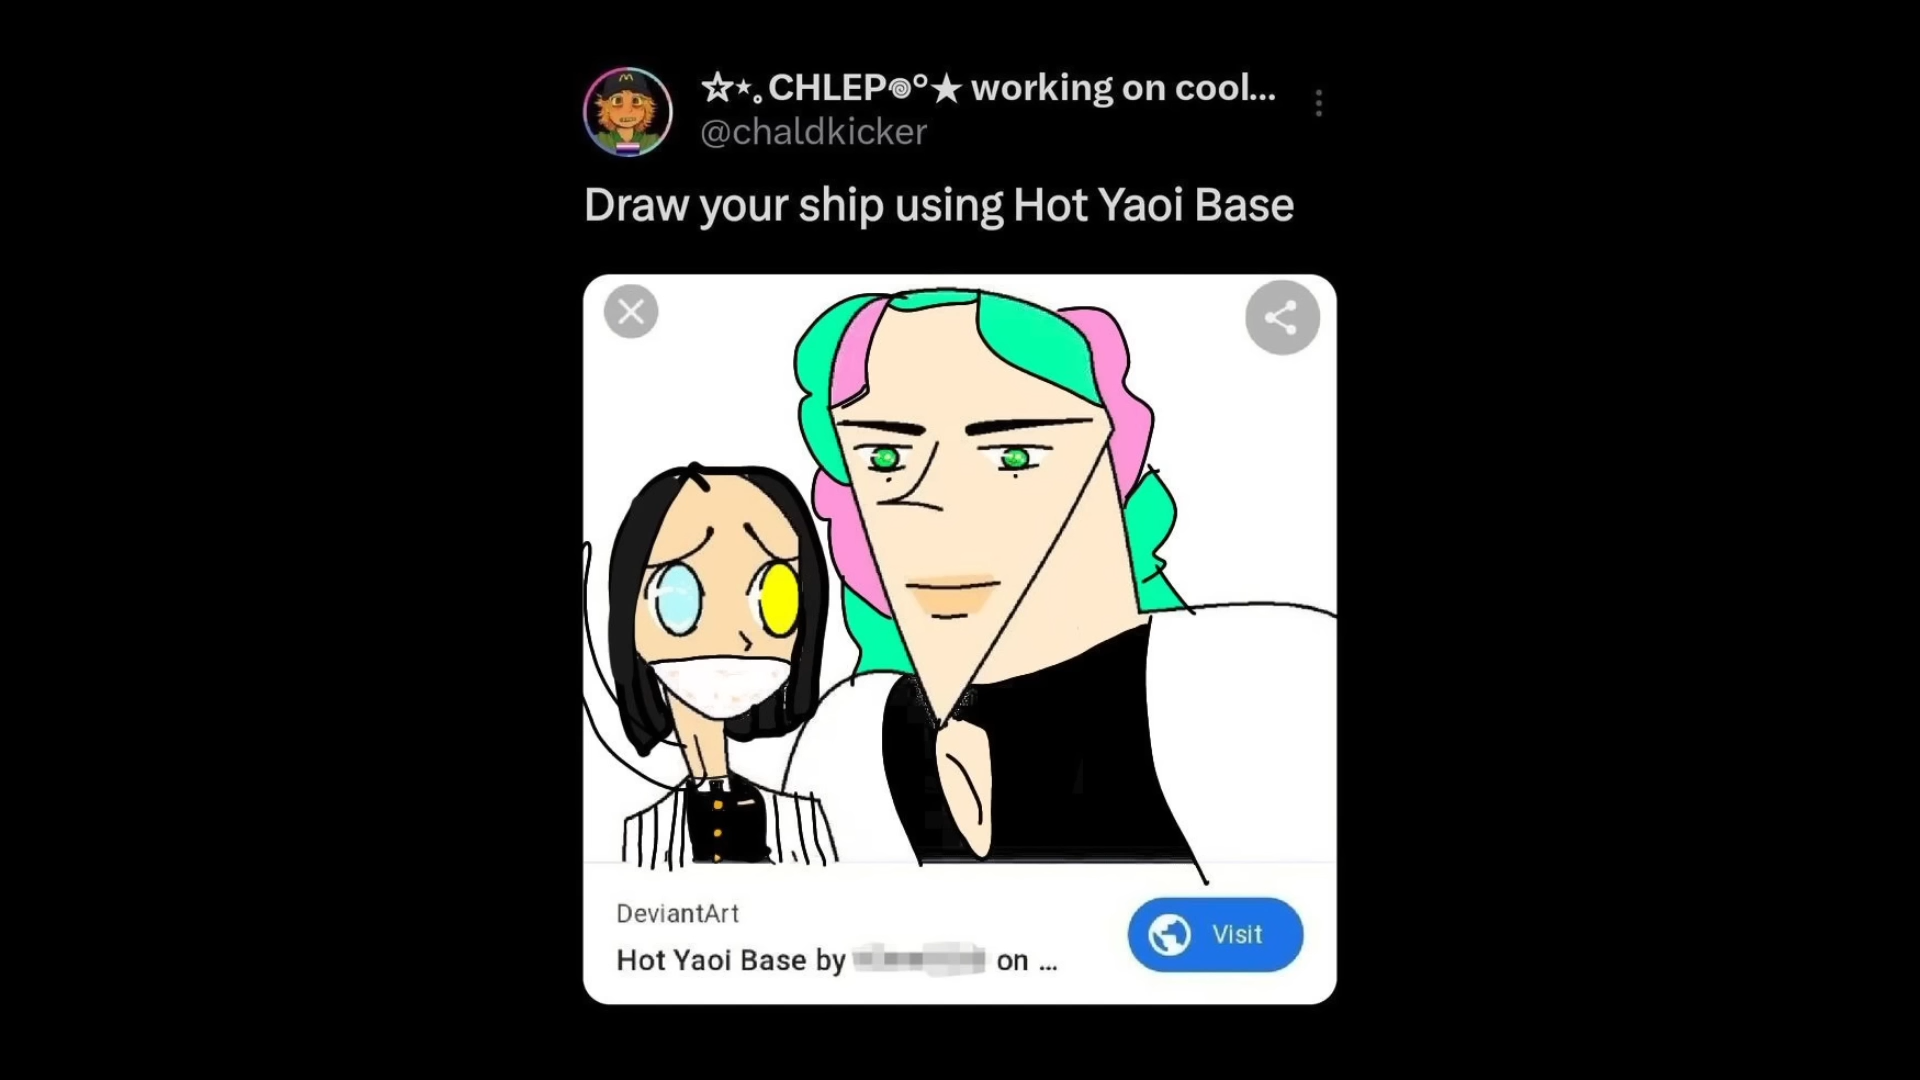 ☆⋆｡CHLEP๑°★ working on cool...
@chaldkicker
Draw your ship using Hot Yaoi Base
DeviantArt
Hot Yaoi Base by on ...
Visit